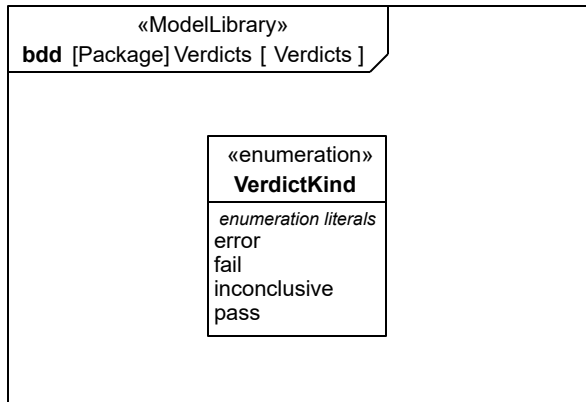 «ModelLibrary»
bdd [Package] Verdicts [ Verdicts ]
«enumeration»
VerdictKind
enumeration literals
error
fail
inconclusive
pass